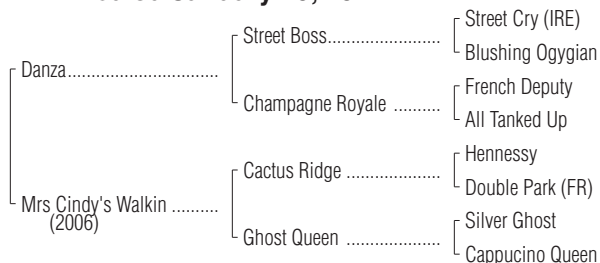 Street Cry (IRE)
Street Boss.......................
Blushing Ogygian
Danza................................
French Deputy
Champagne Royale ..........
All Tanked Up
Hennessy
Cactus Ridge ....................
Double Park (FR)
Mrs Cindy's Walkin ..........
(2006)
Silver Ghost
Ghost Queen ....................
Cappucino Queen